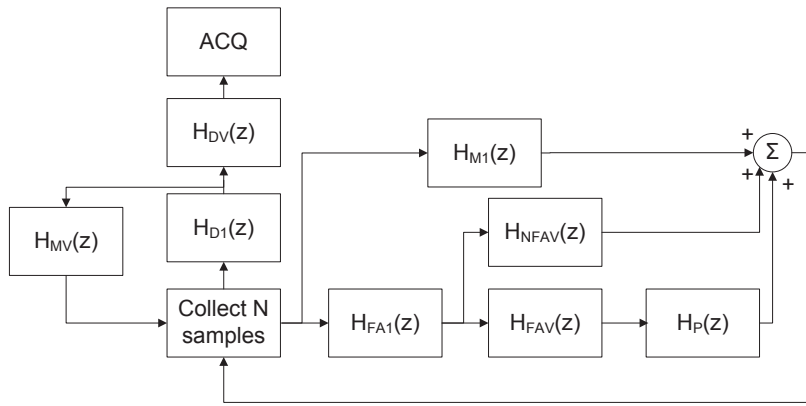 ACQ
H_DV(z)
H_M1(z)
+
Σ
+
+
H_MV(z)
H_D1(z)
H_NFAV(z)
Collect N
samples
H_FA1(z)
H_FAV(z)
H_P(z)